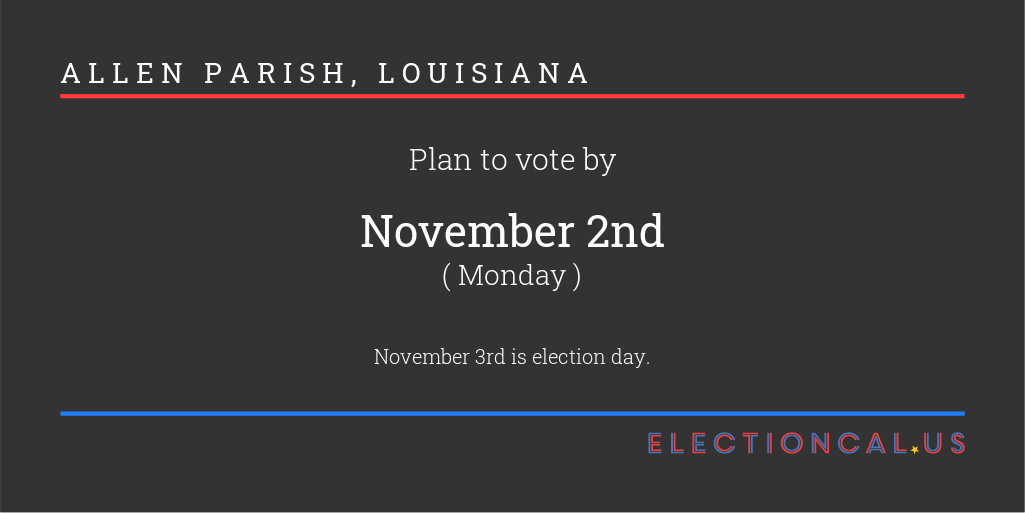 ALLEN PARISH, LOUISIANA
Plan to vote by
November 2nd
( Monday )
November 3rd is election day.
ELECTIONCAL.US